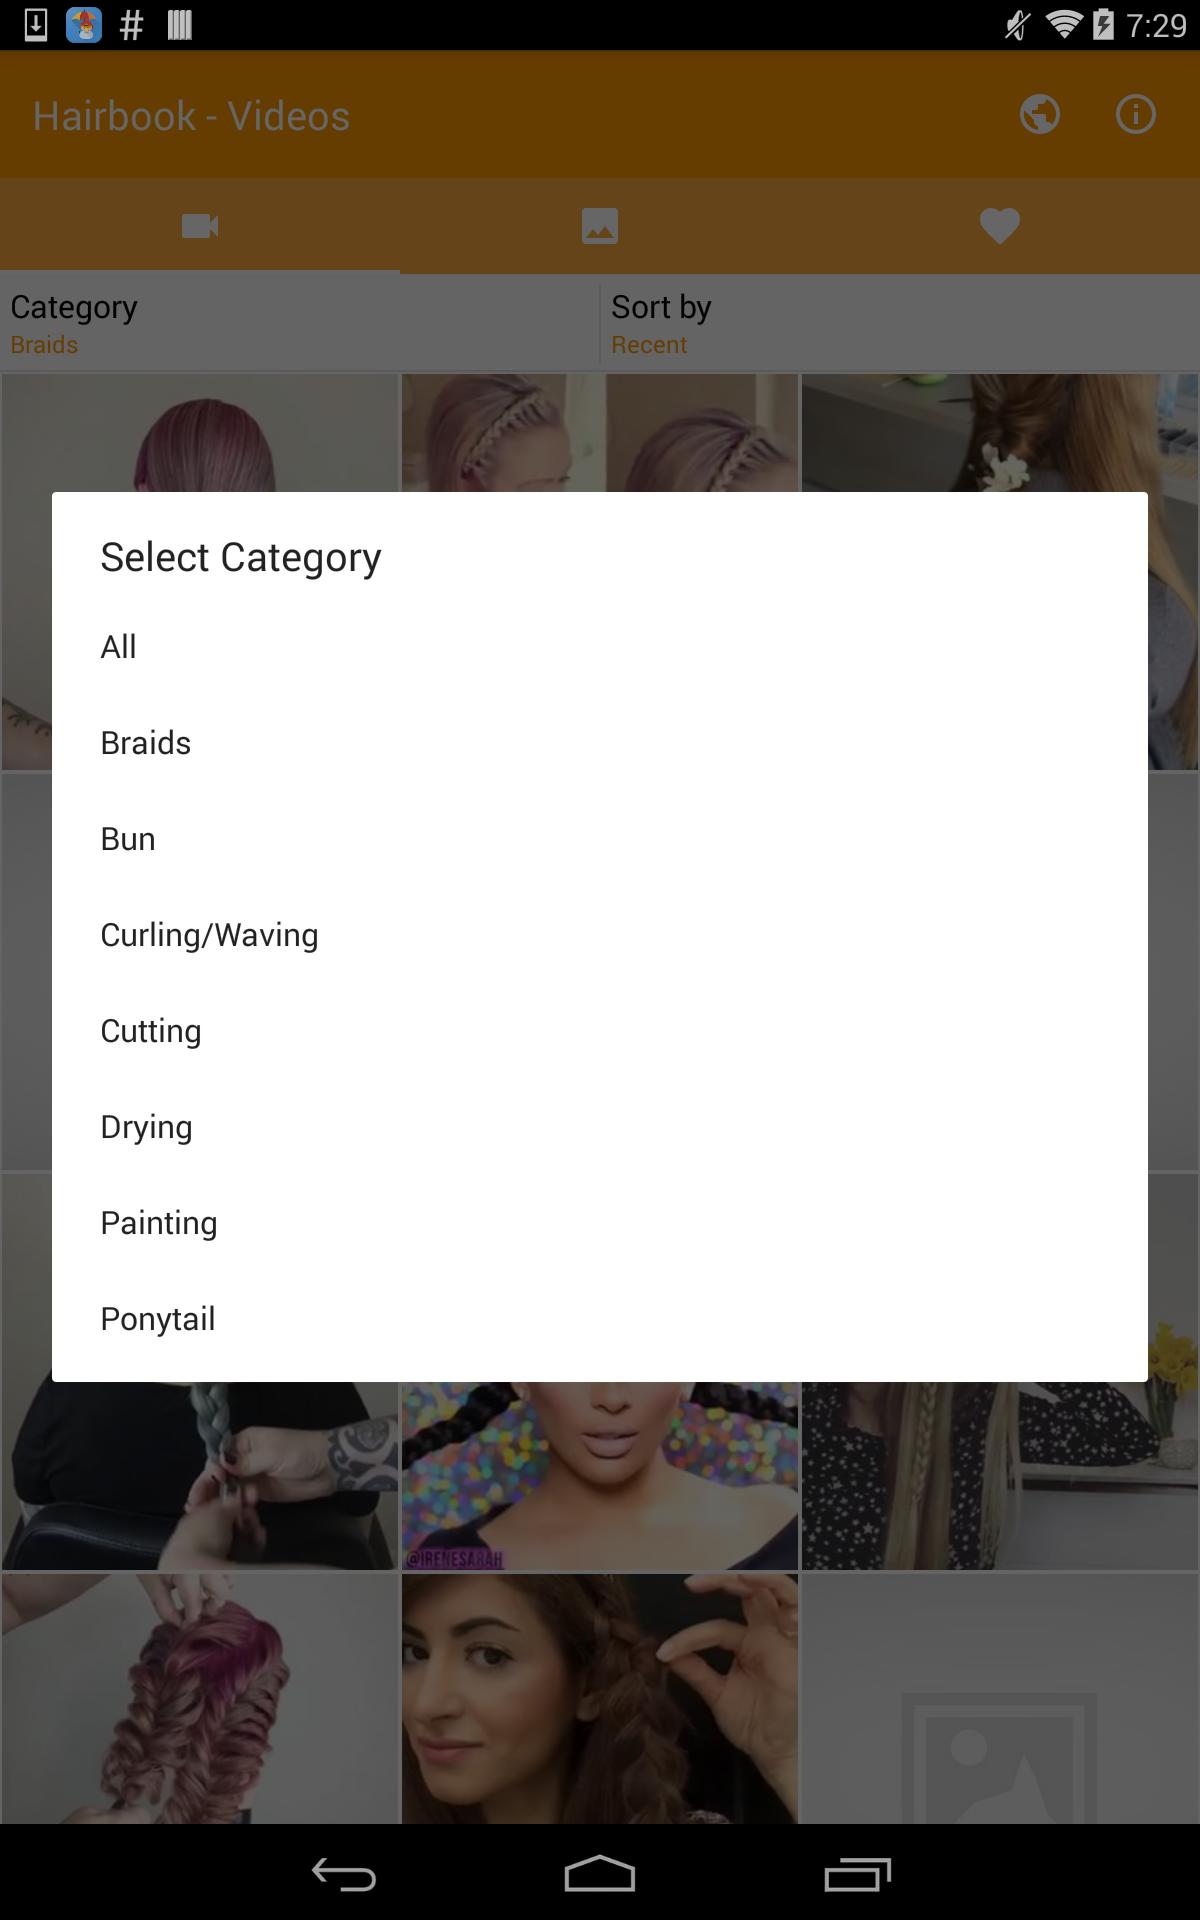 7:29
Hairbook - Videos
Category
Braids
Sort by
Recent
Select Category
All
Braids
Bun
Curling/Waving
Cutting
Drying
Painting
Ponytail
@IRENESARAH